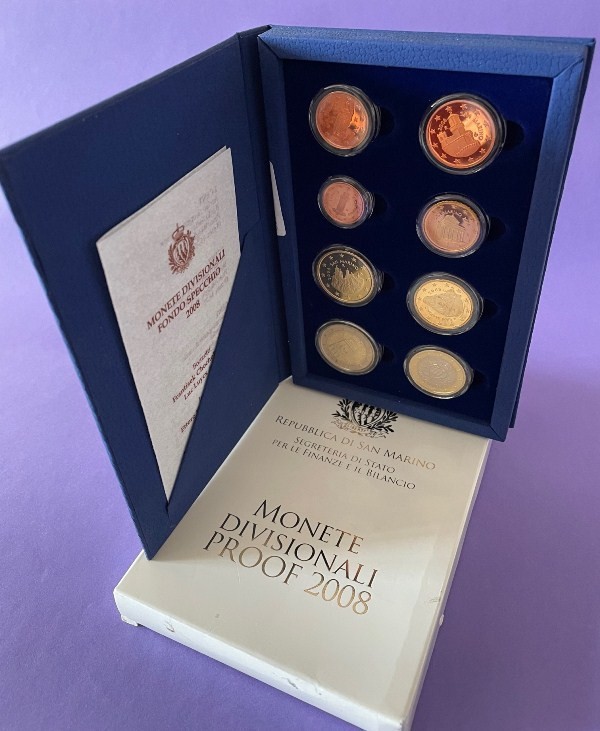 MONETE DIVISIONALI
FONDO SPECCHIO
2008
REPUBBLICA DI SAN MARINO
SEGRETERIA DI STATO
PER LE FINANZE E IL BILANCIO
MONETE
DIVISIONALI
PROOF 2008